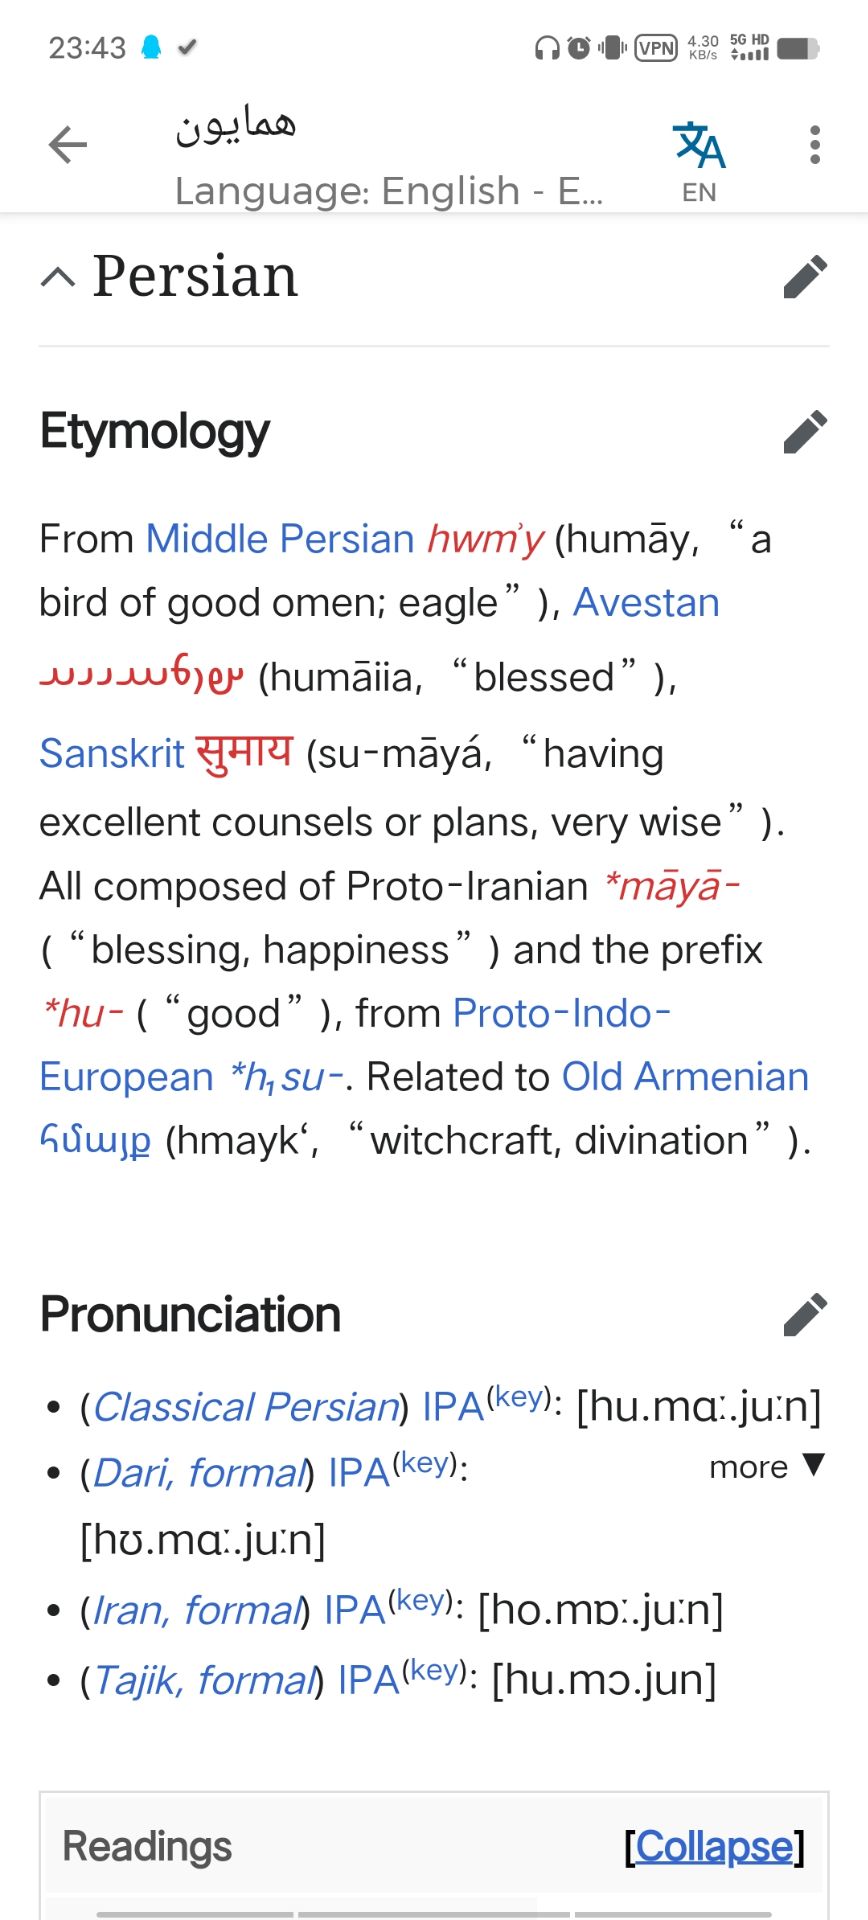 23:43 VPN 4.30 KB/s 5G HD
همایون
Language: English - E...
EN
Persian
Etymology
From Middle Persian hwmʾy (humāy, “a
bird of good omen; eagle”), Avestan
(humāiia, “blessed”),
Sanskrit सुमाय (su-māyá, “having
excellent counsels or plans, very wise”).
All composed of Proto-Iranian *māyā-
(“blessing, happiness”) and the prefix
*hu- (“good”), from Proto-Indo-
European *h₁su-. Related to Old Armenian
հմայք (hmaykʻ, “witchcraft, divination”).
Pronunciation
• (Classical Persian) IPA(key): [hu.mɑː.juːn]
• (Dari, formal) IPA(key): more ▼
[hʊ.mɑː.juːn]
• (Iran, formal) IPA(key): [ho.mɒː.juːn]
• (Tajik, formal) IPA(key): [hu.mɔ.jun]
Readings [Collapse]